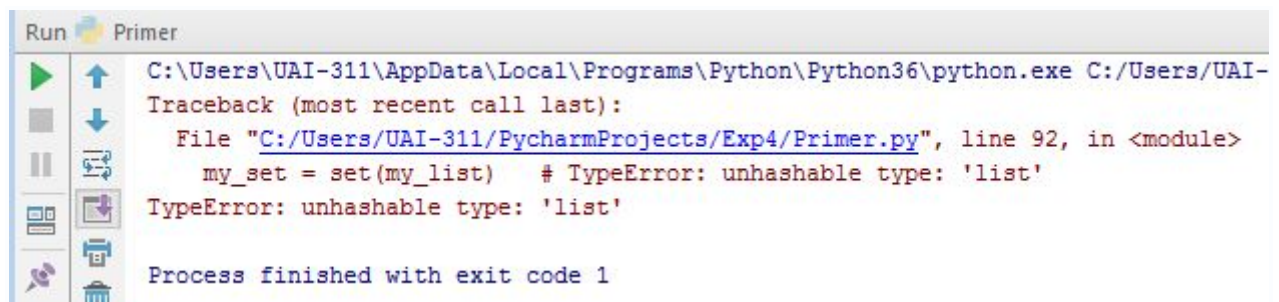 Run Primer
C:\Users\UAI-311\AppData\Local\Programs\Python\Python36\python.exe C:/Users/UAI-
Traceback (most recent call last):
  File "C:/Users/UAI-311/PycharmProjects/Exp4/Primer.py", line 92, in <module>
    my_set = set(my_list)   # TypeError: unhashable type: 'list'
TypeError: unhashable type: 'list'
Process finished with exit code 1